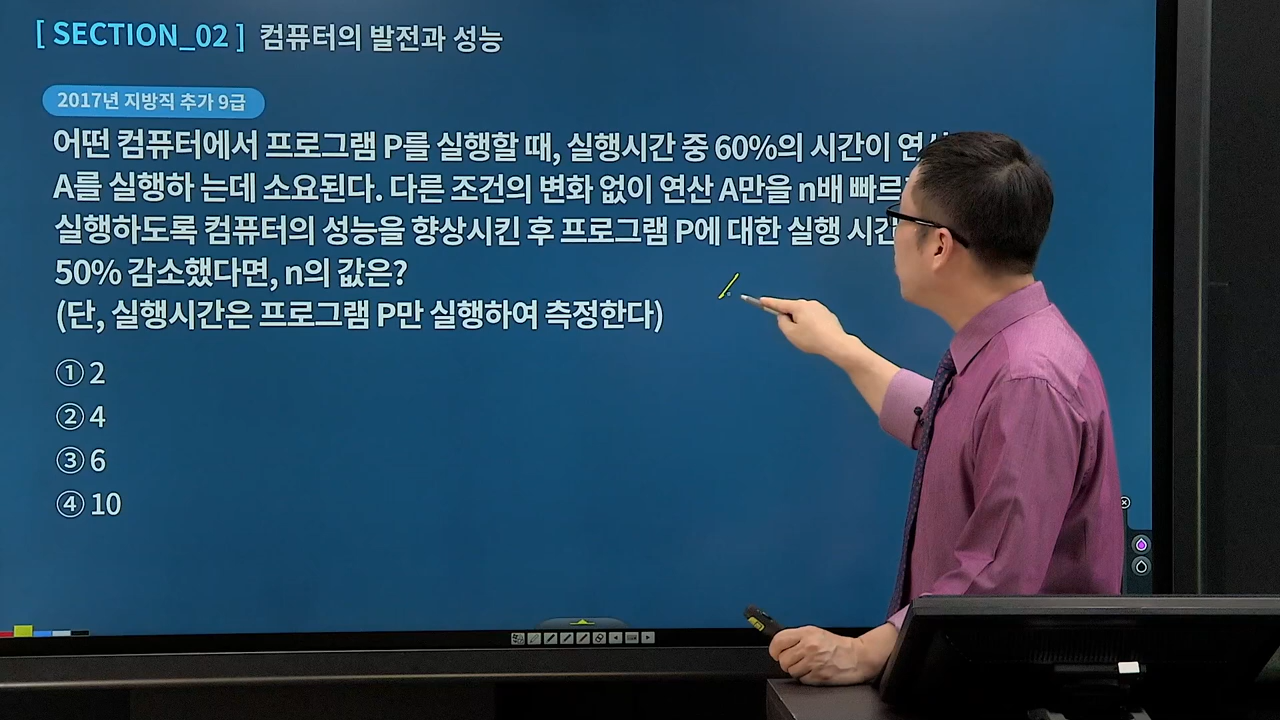 [ SECTION_02 ] 컴퓨터의 발전과 성능
2017년 지방직 추가 9급
어떤 컴퓨터에서 프로그램 P를 실행할 때, 실행시간 중 60%의 시간이
A를 실행하 는데 소요된다. 다른 조건의 변화 없이 연산 A만을 n배
실행하도록 컴퓨터의 성능을 향상시킨 후 프로그램 P에 대한 실행 시간
50% 감소했다면, n의 값은?
(단, 실행시간은 프로그램 P만 실행하여 측정한다)
① 2
② 4
③ 6
④ 10